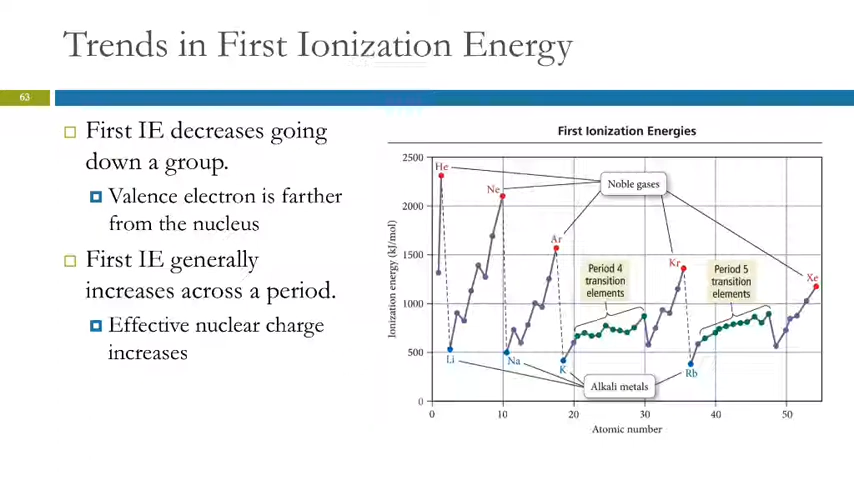 Trends in First Ionization Energy
63
First IE decreases going
down a group.
Valence electron is farther
from the nucleus
First IE generally
increases across a period.
Effective nuclear charge
increases
First Ionization Energies
Ionization energy (kJ/mol)
2500
2000
1500
1000
500
0
He
Ne
Ar
Kr
Xe
Noble gases
Period 4
transition
elements
Period 5
transition
elements
Li
Na
K
Rb
Alkali metals
0 10 20 30 40 50
Atomic number